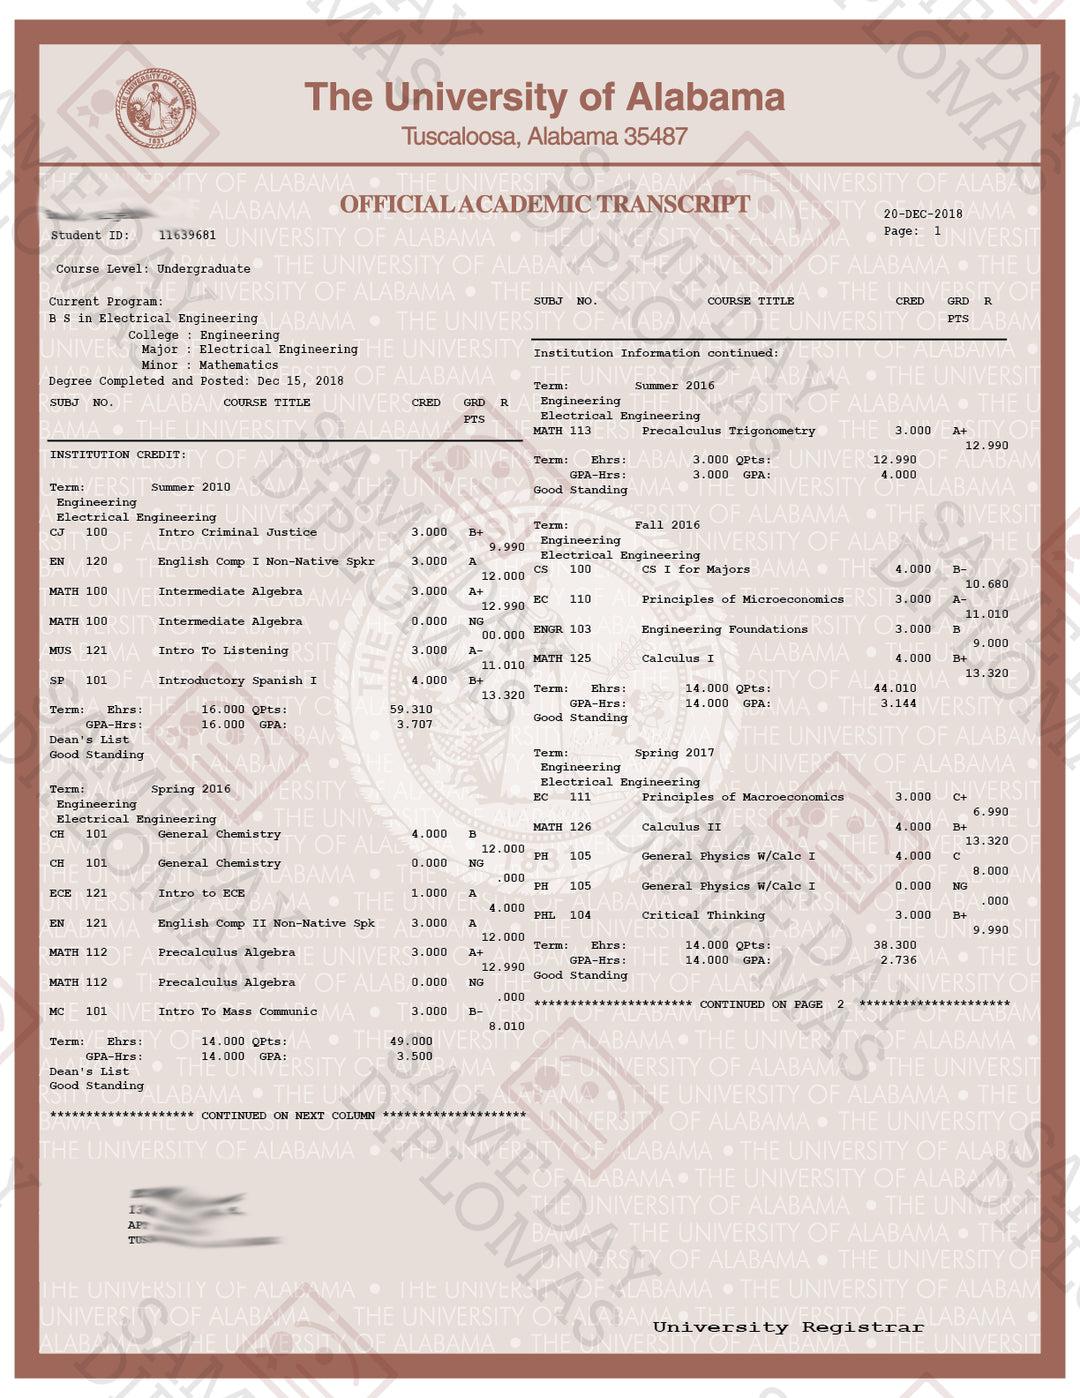 The University of Alabama
Tuscaloosa, Alabama 35487
THE UNIVERSITY OF ALABAMA
1831
OFFICIAL ACADEMIC TRANSCRIPT
20-DEC-2018
Page: 1
Student ID: 11639681
Course Level: Undergraduate
Current Program:
B S in Electrical Engineering
College : Engineering
Major : Electrical Engineering
Minor : Mathematics
Degree Completed and Posted: Dec 15, 2018
SUBJ NO. COURSE TITLE CRED GRD R
PTS
INSTITUTION CREDIT:
Term: Summer 2010
Engineering
Electrical Engineering
CJ 100 Intro Criminal Justice 3.000 B+
9.990
EN 120 English Comp I Non-Native Spkr 3.000 A
12.000
MATH 100 Intermediate Algebra 3.000 A+
12.990
MATH 100 Intermediate Algebra 0.000 NG
00.000
MUS 121 Intro To Listening 3.000 A-
11.010
SP 101 Introductory Spanish I 4.000 B+
13.320
Term: Ehrs: 16.000 QPts: 59.310
GPA-Hrs: 16.000 GPA: 3.707
Dean's List
Good Standing
Term: Spring 2016
Engineering
Electrical Engineering
CH 101 General Chemistry 4.000 B
12.000
CH 101 General Chemistry 0.000 NG
.000
ECE 121 Intro to ECE 1.000 A
4.000
EN 121 English Comp II Non-Native Spk 3.000 A
12.000
MATH 112 Precalculus Algebra 3.000 A+
12.990
MATH 112 Precalculus Algebra 0.000 NG
.000
MC 101 Intro To Mass Communic 3.000 B-
8.010
Term: Ehrs: 14.000 QPts: 49.000
GPA-Hrs: 14.000 GPA: 3.500
Dean's List
Good Standing
******************** CONTINUED ON NEXT COLUMN ********************
SUBJ NO. COURSE TITLE CRED GRD R
PTS
Institution Information continued:
Term: Summer 2016
Engineering
Electrical Engineering
MATH 113 Precalculus Trigonometry 3.000 A+
12.990
Term: Ehrs: 3.000 QPts: 12.990
GPA-Hrs: 3.000 GPA: 4.000
Good Standing
Term: Fall 2016
Engineering
Electrical Engineering
CS 100 CS I for Majors 4.000 B-
10.680
EC 110 Principles of Microeconomics 3.000 A-
11.010
ENGR 103 Engineering Foundations 3.000 B
9.000
MATH 125 Calculus I 4.000 B+
13.320
Term: Ehrs: 14.000 QPts: 44.010
GPA-Hrs: 14.000 GPA: 3.144
Good Standing
Term: Spring 2017
Engineering
Electrical Engineering
EC 111 Principles of Macroeconomics 3.000 C+
6.990
MATH 126 Calculus II 4.000 B+
13.320
PH 105 General Physics W/Calc I 4.000 C
8.000
PH 105 General Physics W/Calc I 0.000 NG
.000
PHL 104 Critical Thinking 3.000 B+
9.990
Term: Ehrs: 14.000 QPts: 38.300
GPA-Hrs: 14.000 GPA: 2.736
Good Standing
********************* CONTINUED ON PAGE 2 *********************
University Registrar
SAME DAY
DIPLOMAS